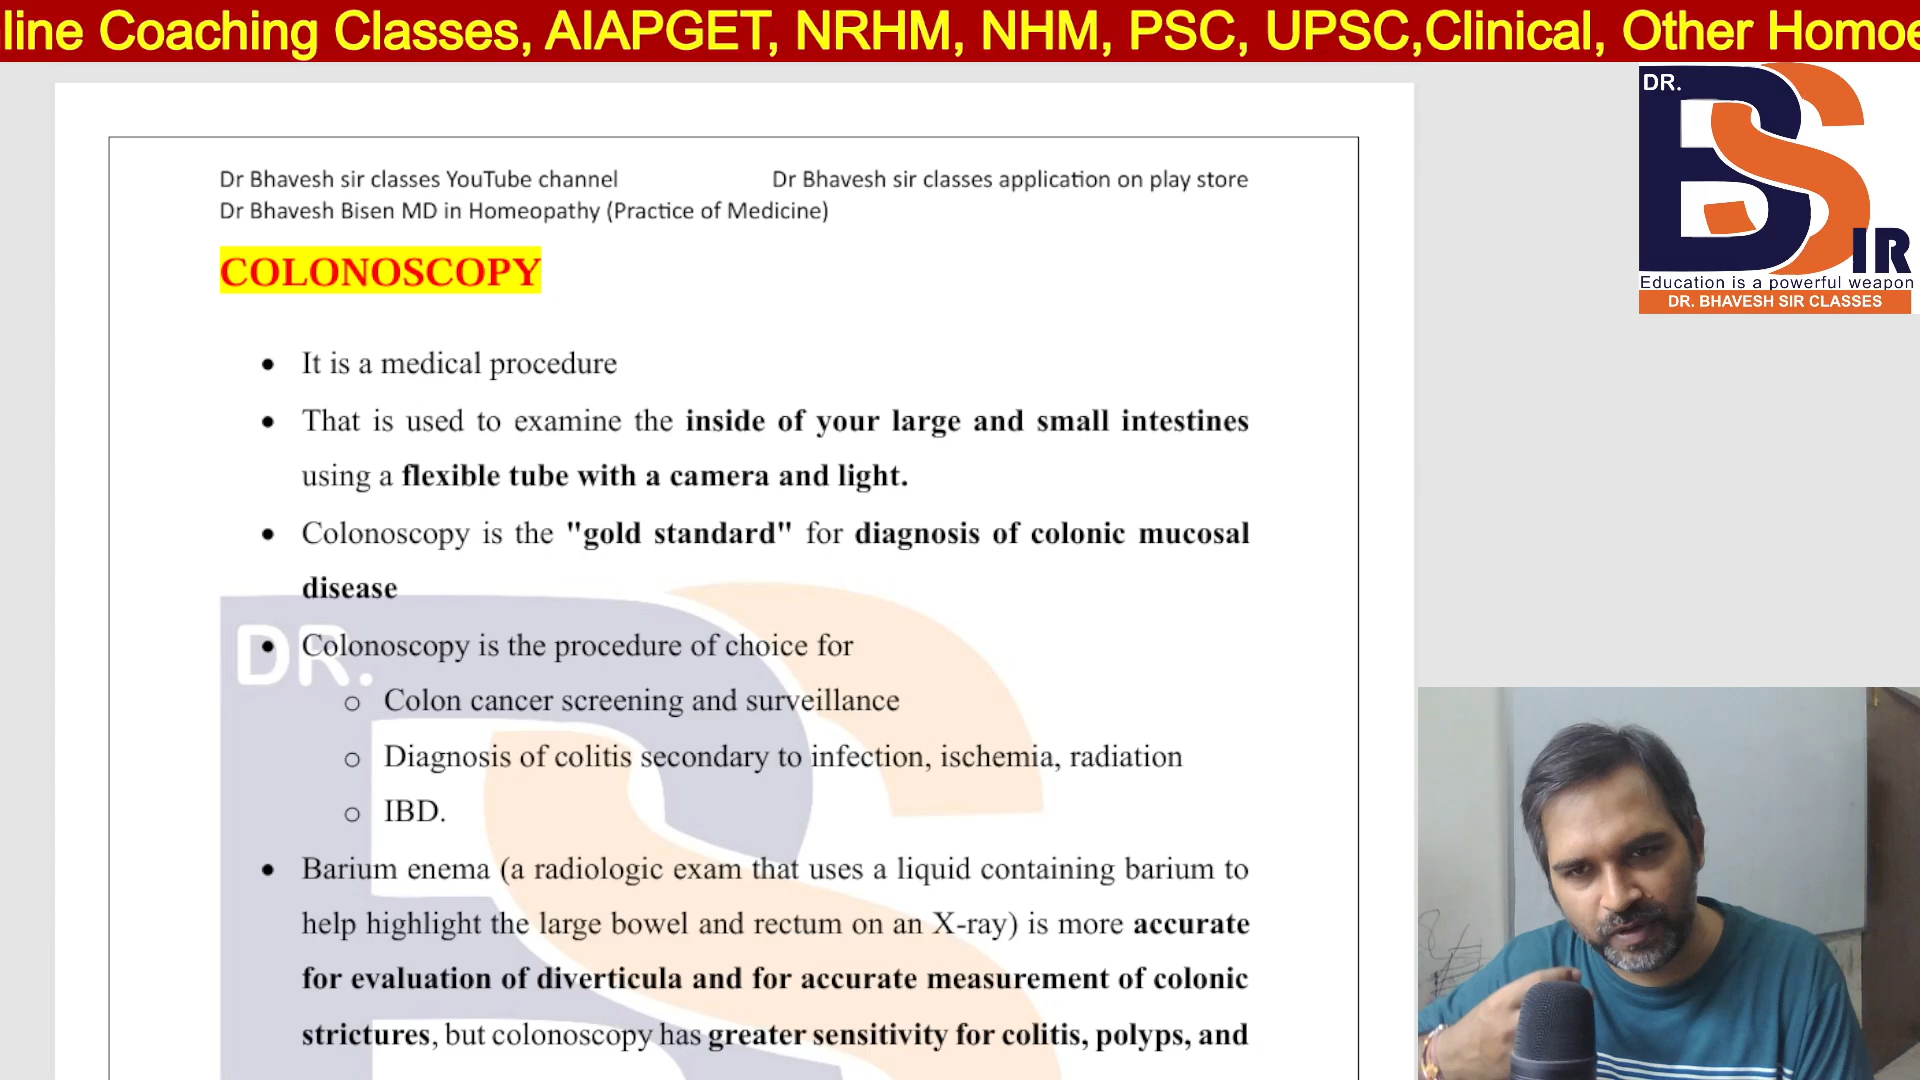 line Coaching Classes, AIAPGET, NRHM, NHM, PSC, UPSC,Clinical, Other Homoe
DR.
BS
IR
Education is a powerful weapon
DR. BHAVESH SIR CLASSES
Dr Bhavesh sir classes YouTube channel Dr Bhavesh sir classes application on play store
Dr Bhavesh Bisen MD in Homeopathy (Practice of Medicine)
COLONOSCOPY
• It is a medical procedure
• That is used to examine the inside of your large and small intestines
using a flexible tube with a camera and light.
• Colonoscopy is the "gold standard" for diagnosis of colonic mucosal
disease
DR.
• Colonoscopy is the procedure of choice for
o Colon cancer screening and surveillance
o Diagnosis of colitis secondary to infection, ischemia, radiation
o IBD.
• Barium enema (a radiologic exam that uses a liquid containing barium to
help highlight the large bowel and rectum on an X-ray) is more accurate
for evaluation of diverticula and for accurate measurement of colonic
strictures, but colonoscopy has greater sensitivity for colitis, polyps, and